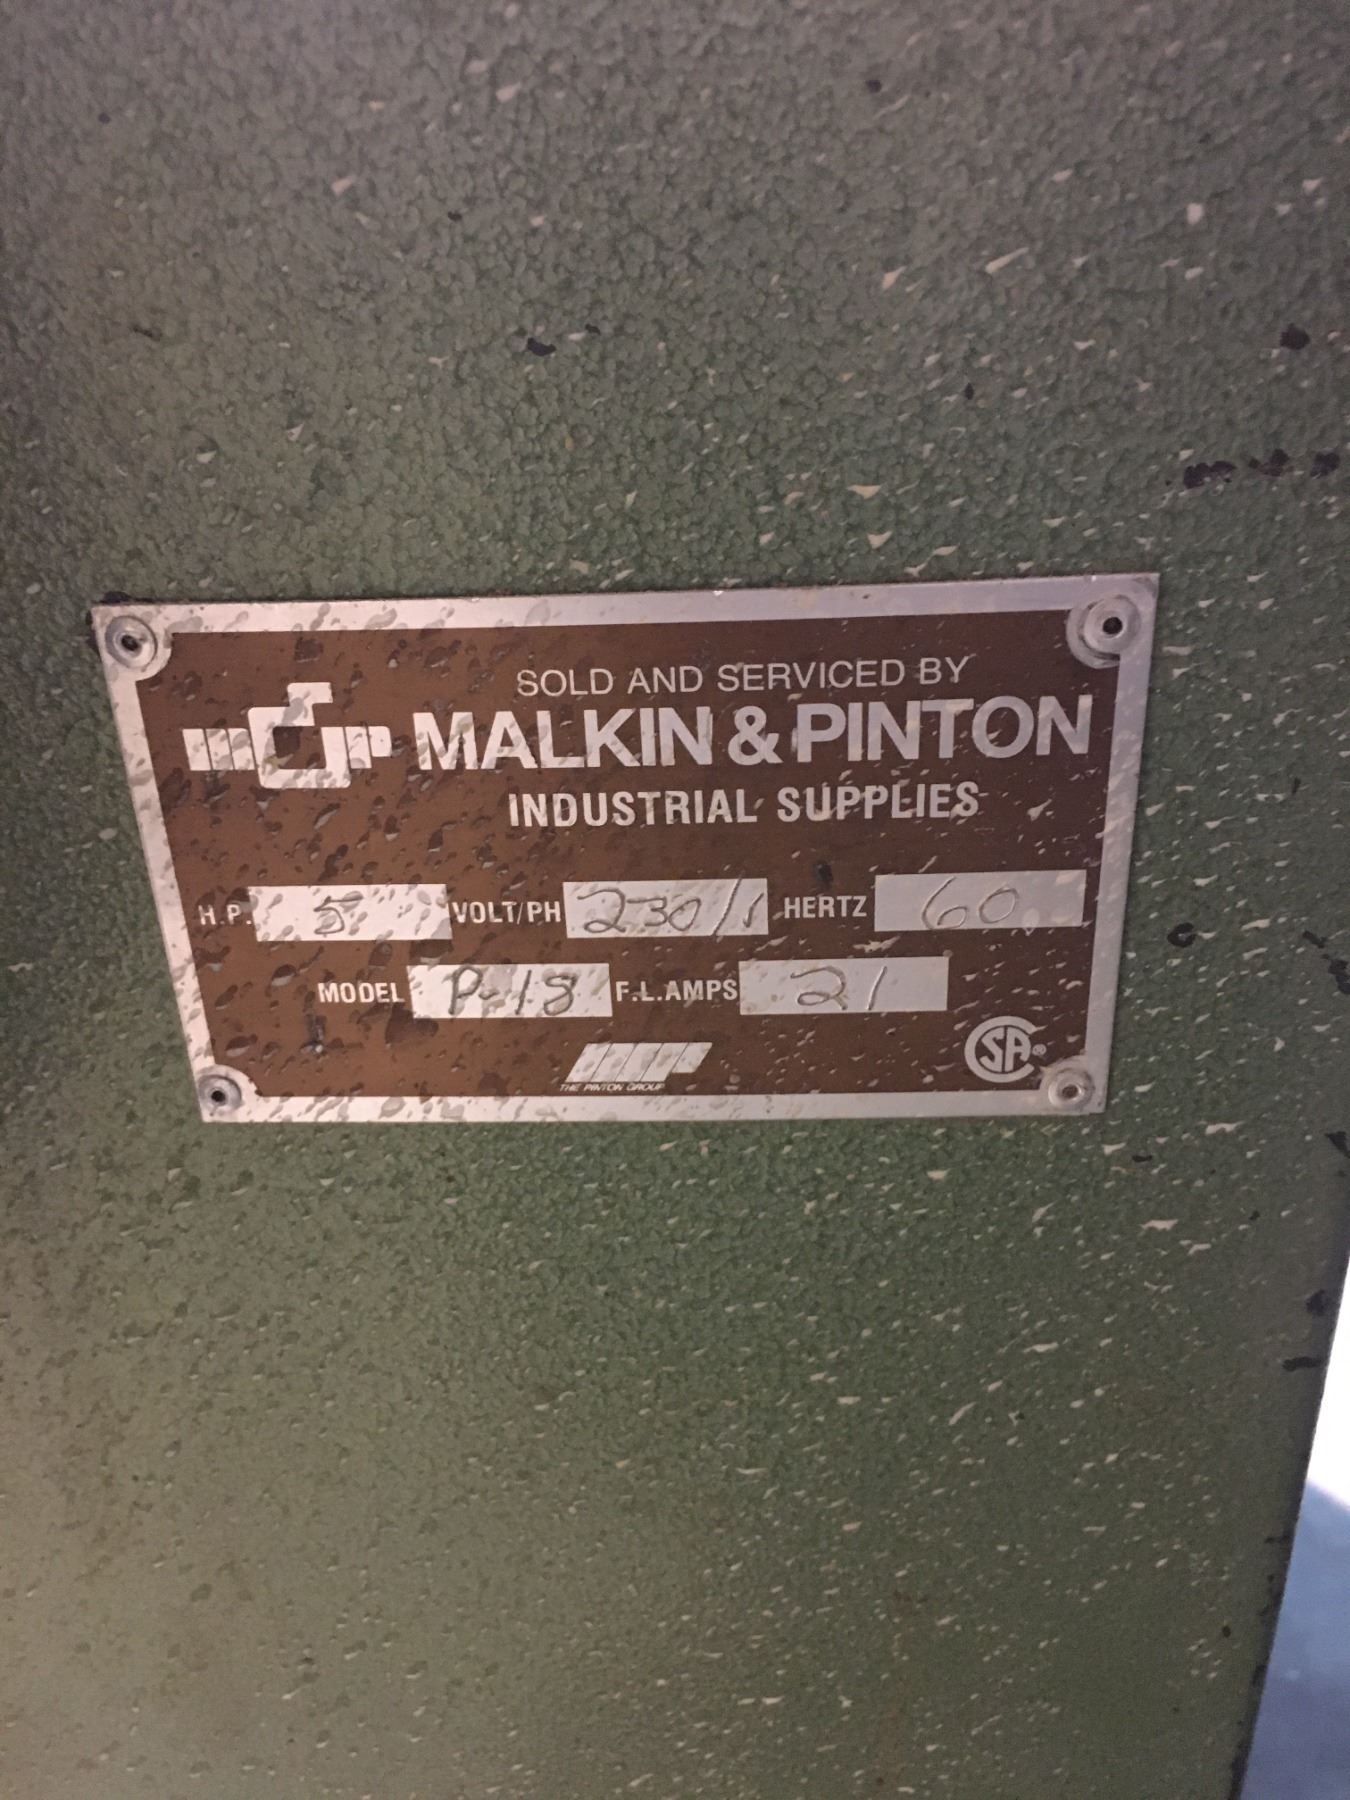 SOLD AND SERVICED BY
MALKIN & PINTON
INDUSTRIAL SUPPLIES
H.P. 5 VOLT/PH 230/1 HERTZ 60
MODEL P-18 F.L.AMPS 21
THE PINTON GROUP
CSA®